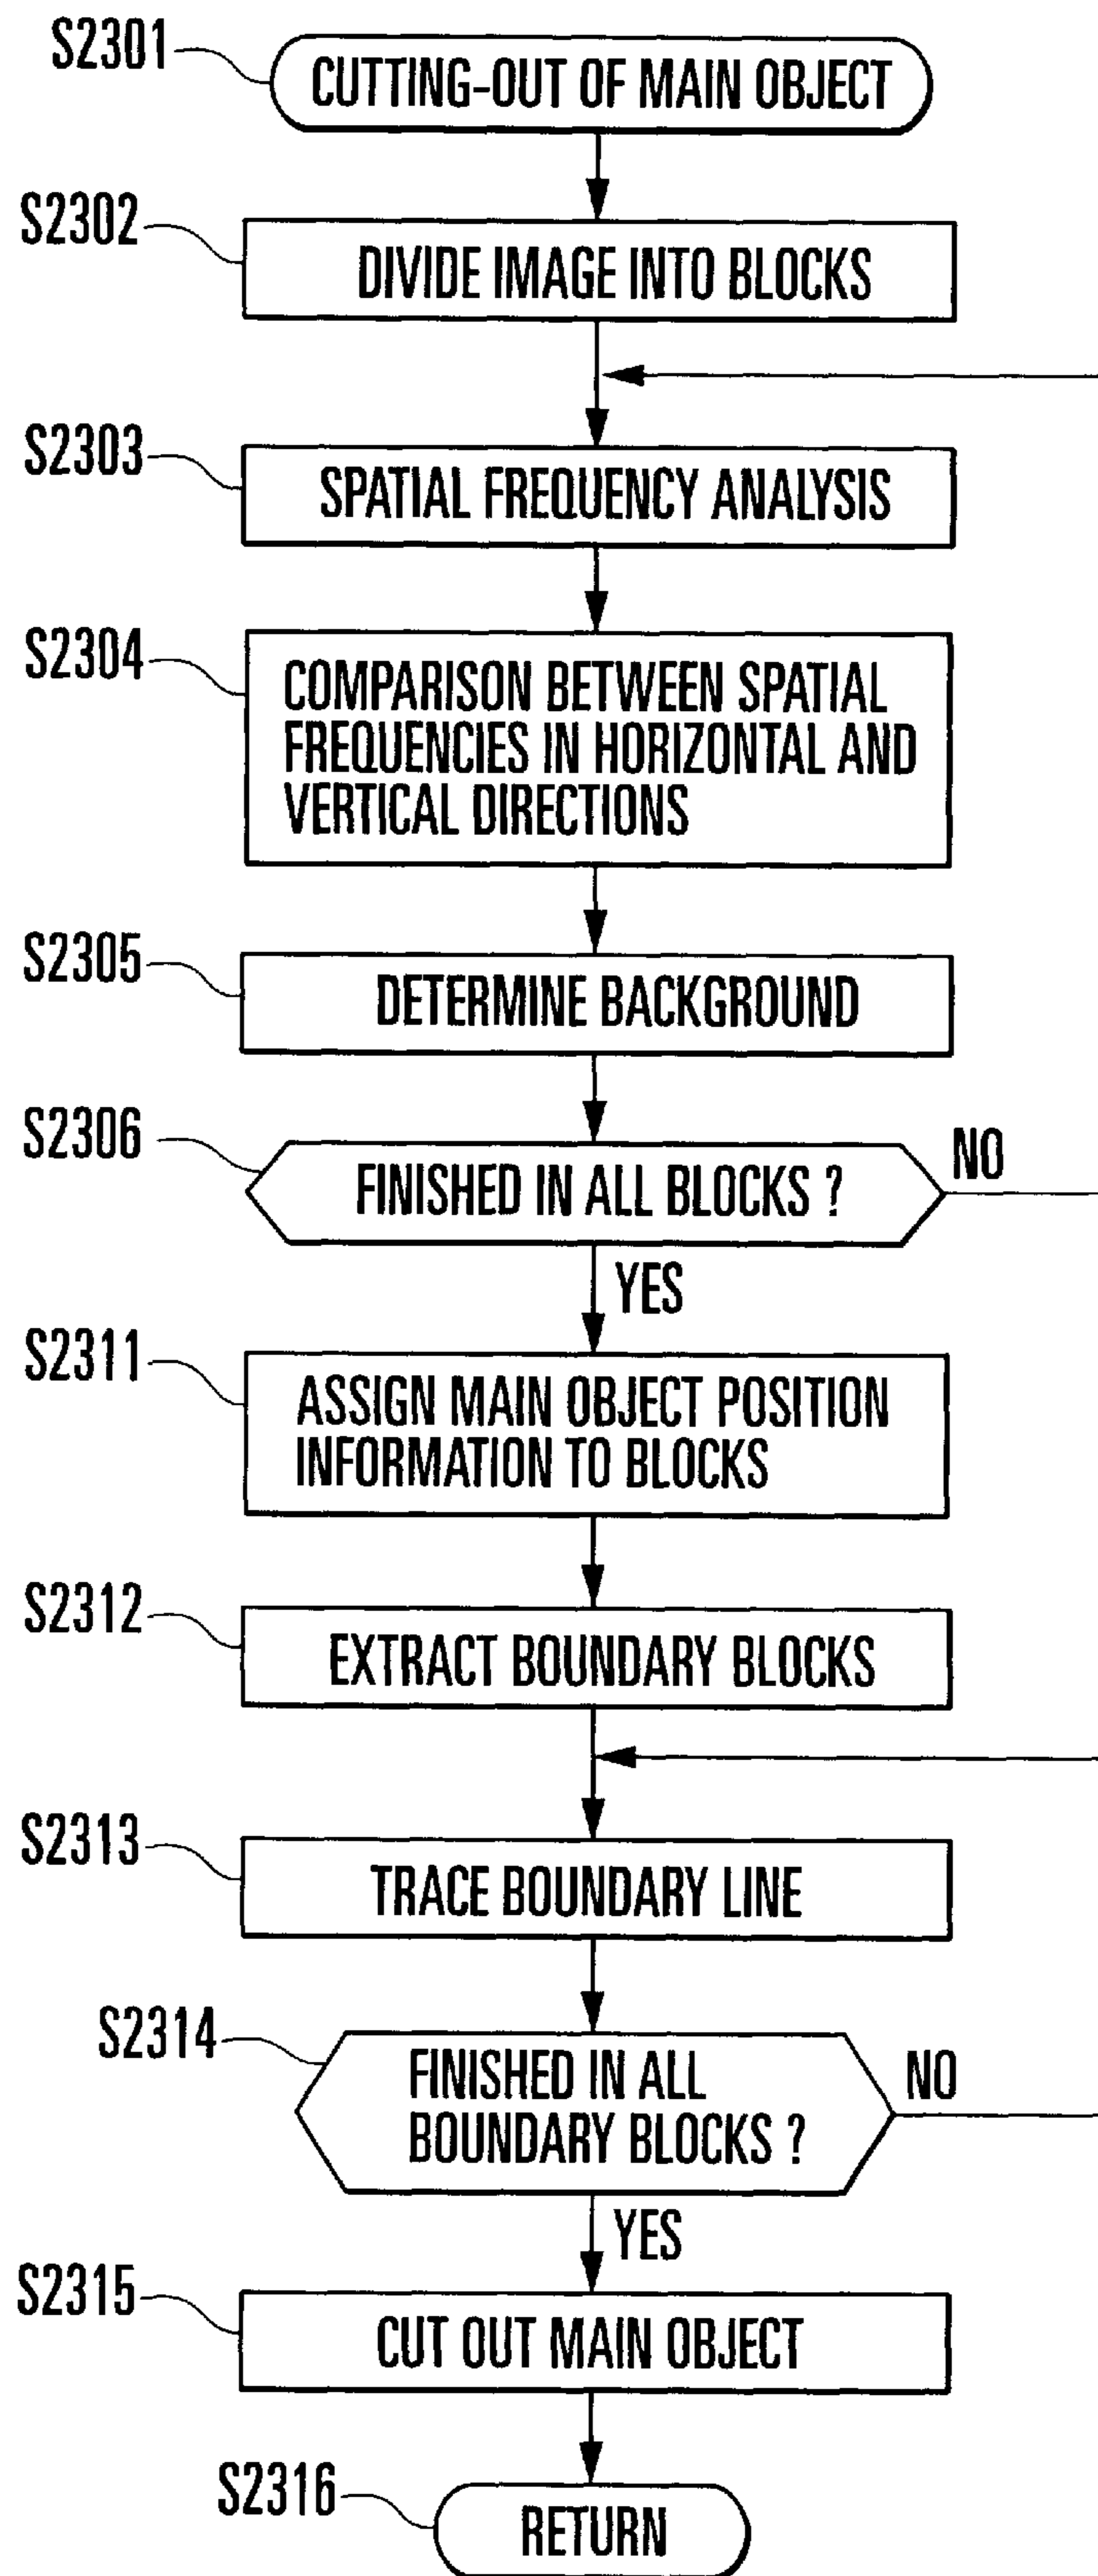 S2301
CUTTING-OUT OF MAIN OBJECT
S2302
DIVIDE IMAGE INTO BLOCKS
S2303
SPATIAL FREQUENCY ANALYSIS
S2304
COMPARISON BETWEEN SPATIAL
FREQUENCIES IN HORIZONTAL AND
VERTICAL DIRECTIONS
S2305
DETERMINE BACKGROUND
S2306
FINISHED IN ALL BLOCKS ?
NO
YES
S2311
ASSIGN MAIN OBJECT POSITION
INFORMATION TO BLOCKS
S2312
EXTRACT BOUNDARY BLOCKS
S2313
TRACE BOUNDARY LINE
S2314
FINISHED IN ALL
BOUNDARY BLOCKS ?
NO
YES
S2315
CUT OUT MAIN OBJECT
S2316
RETURN